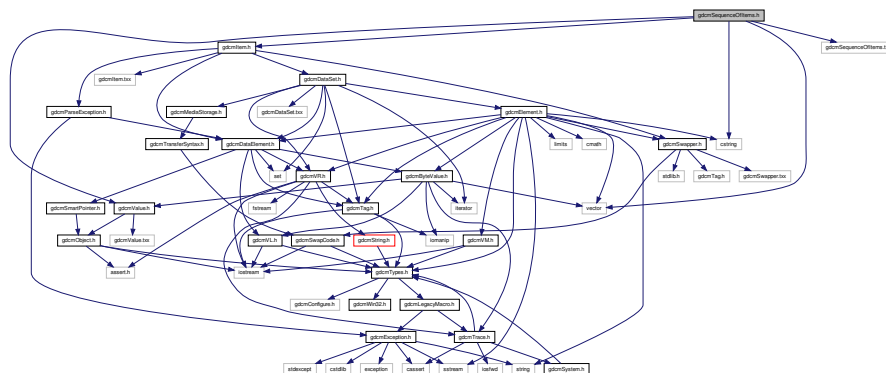 gdcmSequenceOfItems.h
gdcmItem.h
gdcmSequenceOfItems.t
gdcmItem.txx
gdcmDataSet.h
gdcmParseException.h
gdcmMediaStorage.h
gdcmDataSet.txx
gdcmElement.h
gdcmTransferSyntax.h
gdcmDataElement.h
limits
cmath
gdcmSwapper.h
cstring
set
gdcmVR.h
gdcmByteValue.h
stdlib.h
gdcmTag.h
gdcmSwapper.txx
gdcmSmartPointer.h
gdcmValue.h
fstream
gdcmTag.h
iterator
vector
gdcmObject.h
gdcmValue.txx
gdcmVL.h
gdcmSwapCode.h
gdcmString.h
iomanip
gdcmVM.h
assert.h
iostream
gdcmTypes.h
gdcmConfigure.h
gdcmWin32.h
gdcmLegacyMacro.h
gdcmException.h
gdcmTrace.h
stdexcept
cstdlib
exception
cassert
sstream
iosfwd
string
gdcmSystem.h